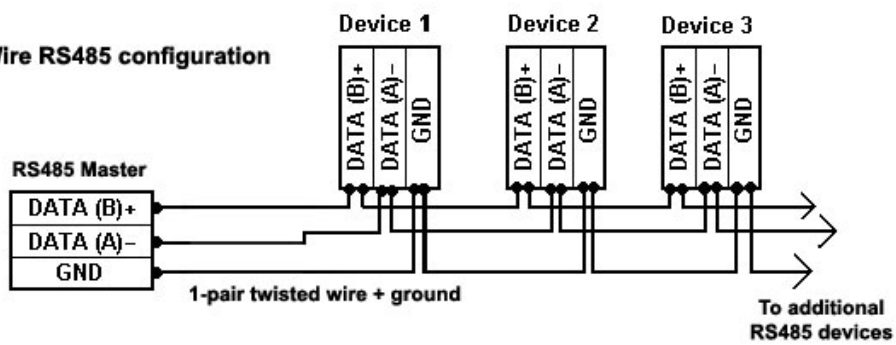 Device 1
Device 2
Device 3
RS485 configuration
DATA (B)+
DATA (A)-
GND
DATA (B)+
DATA (A)-
GND
DATA (B)+
DATA (A)-
GND
RS485 Master
DATA (B)+
DATA (A)-
GND
1-pair twisted wire + ground
To additional
RS485 devices